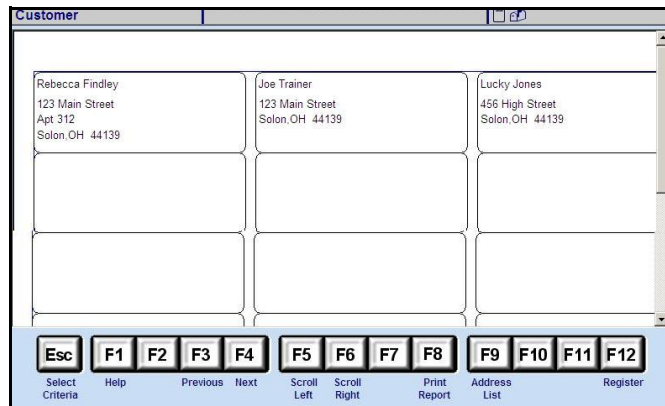 Customer
Rebecca Findley
123 Main Street
Apt 312
Solon,OH 44139
Joe Trainer
123 Main Street
Solon,OH 44139
Lucky Jones
456 High Street
Solon,OH 44139
Esc F1 F2 F3 F4 F5 F6 F7 F8 F9 F10 F11 F12
Select Criteria
Help
Previous
Next
Scroll Left
Scroll Right
Print Report
Address List
Register